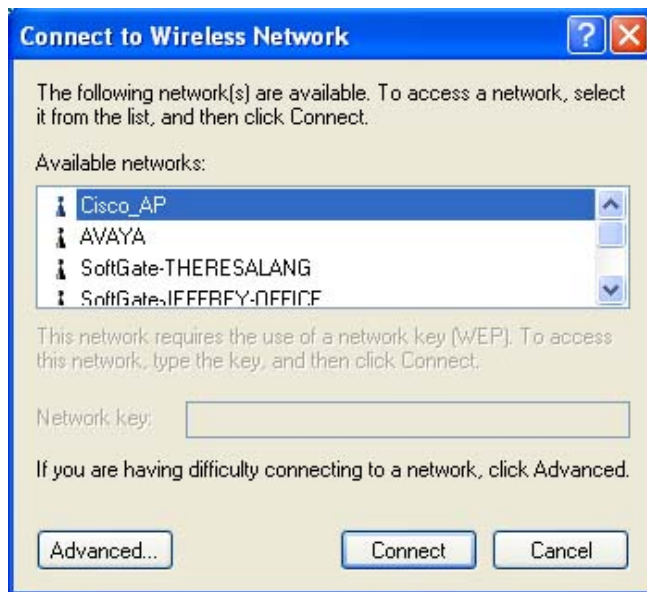 Connect to Wireless Network
The following network(s) are available. To access a network, select
it from the list, and then click Connect.
Available networks:
Cisco_AP
AVAYA
SoftGate-THERESALANG
SoftGate-JEFFREY-OFFICE
This network requires the use of a network key (WEP). To access
this network, type the key, and then click Connect.
Network key:
If you are having difficulty connecting to a network, click Advanced.
Advanced... Connect Cancel